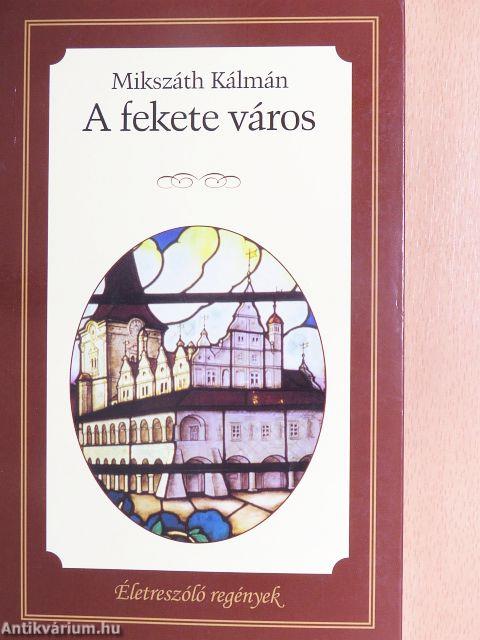 Mikszáth Kálmán
A fekete város
Életreszóló regények
Antikvárium.hu